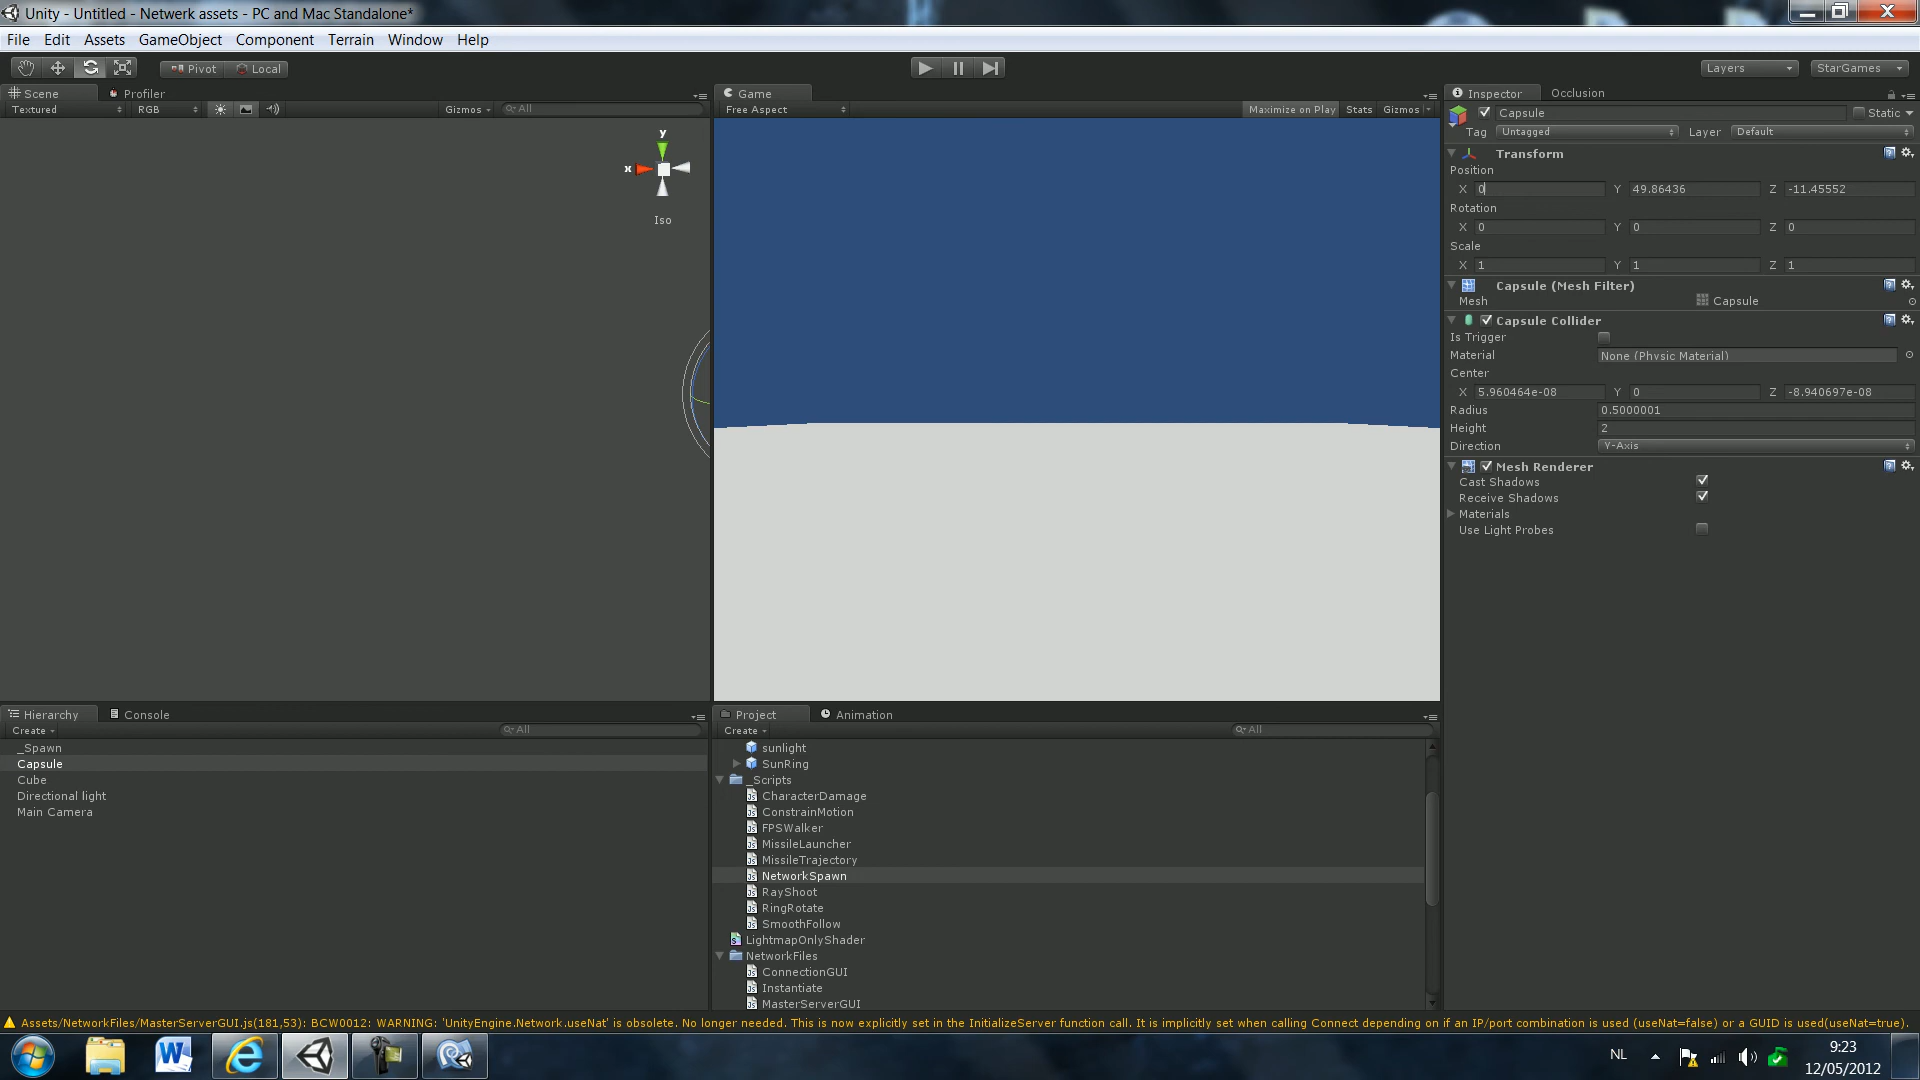 Unity - Untitled - Netwerk assets - PC and Mac Standalone*
File Edit Assets GameObject Component Terrain Window Help
Pivot Local Layers StarGames
Scene Profiler
Textured RGB Gizmos All
y
x
Iso
Game
Free Aspect Maximize on Play Stats Gizmos
Inspector Occlusion
Capsule Static
Tag Untagged Layer Default
Transform
Position
X 0 Y 49.86436 Z -11.45552
Rotation
X 0 Y 0 Z 0
Scale
X 1 Y 1 Z 1
Capsule (Mesh Filter)
Mesh Capsule
Capsule Collider
Is Trigger
Material None (Physic Material)
Center
X 5.960464e-08 Y 0 Z -8.940697e-08
Radius 0.5000001
Height 2
Direction Y-Axis
Mesh Renderer
Cast Shadows
Receive Shadows
Materials
Use Light Probes
Hierarchy Console
Create All
_Spawn
Capsule
Cube
Directional light
Main Camera
Project Animation
Create All
sunlight
SunRing
_Scripts
CharacterDamage
ConstrainMotion
FPSWalker
MissileLauncher
MissileTrajectory
NetworkSpawn
RayShoot
RingRotate
SmoothFollow
LightmapOnlyShader
NetworkFiles
ConnectionGUI
Instantiate
MasterServerGUI
Assets/NetworkFiles/MasterServerGUI.js(181,53): BCW0012: WARNING: 'UnityEngine.Network.useNat' is obsolete. No longer needed. This is now explicitly set in the InitializeServer function call. It is implicitly set when calling Connect depending on if an IP/port combination is used (useNat=false) or a GUID is used(useNat=true).
NL
9:23
12/05/2012